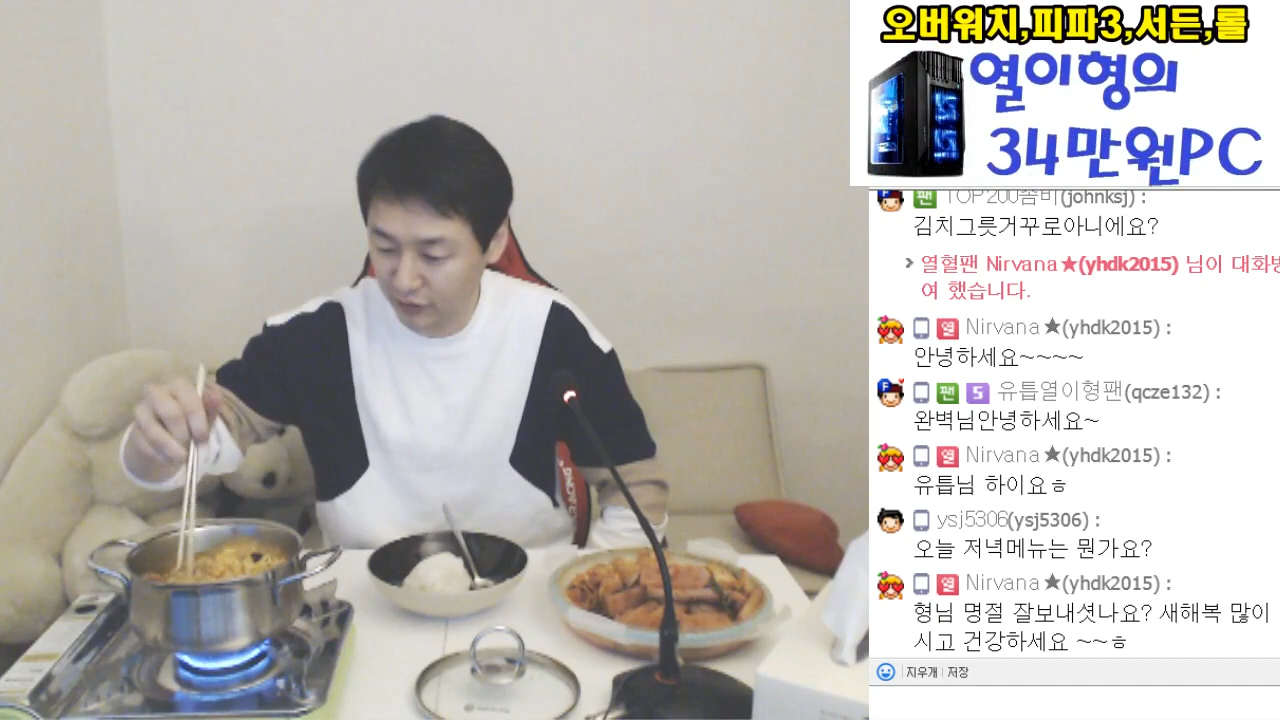 오버워치,피파3,서든,롤
열이형의
34만원PC
팬 TOP200좀비(johnksj) :
김치그릇거꾸로아니에요?
열혈팬 Nirvana★(yhdk2015) 님이 대화방
여 했습니다.
열 Nirvana★(yhdk2015) :
안녕하세요~~~~
팬 S 유튭열이형팬(qcze132) :
완벽님안녕하세요~
열 Nirvana★(yhdk2015) :
유튭님 하이요ㅎ
ysj5306(ysj5306) :
오늘 저녁메뉴는 뭔가요?
열 Nirvana★(yhdk2015) :
형님 명절 잘보내셧나요? 새해복 많이
시고 건강하세요 ~~ㅎ
지우개 저장